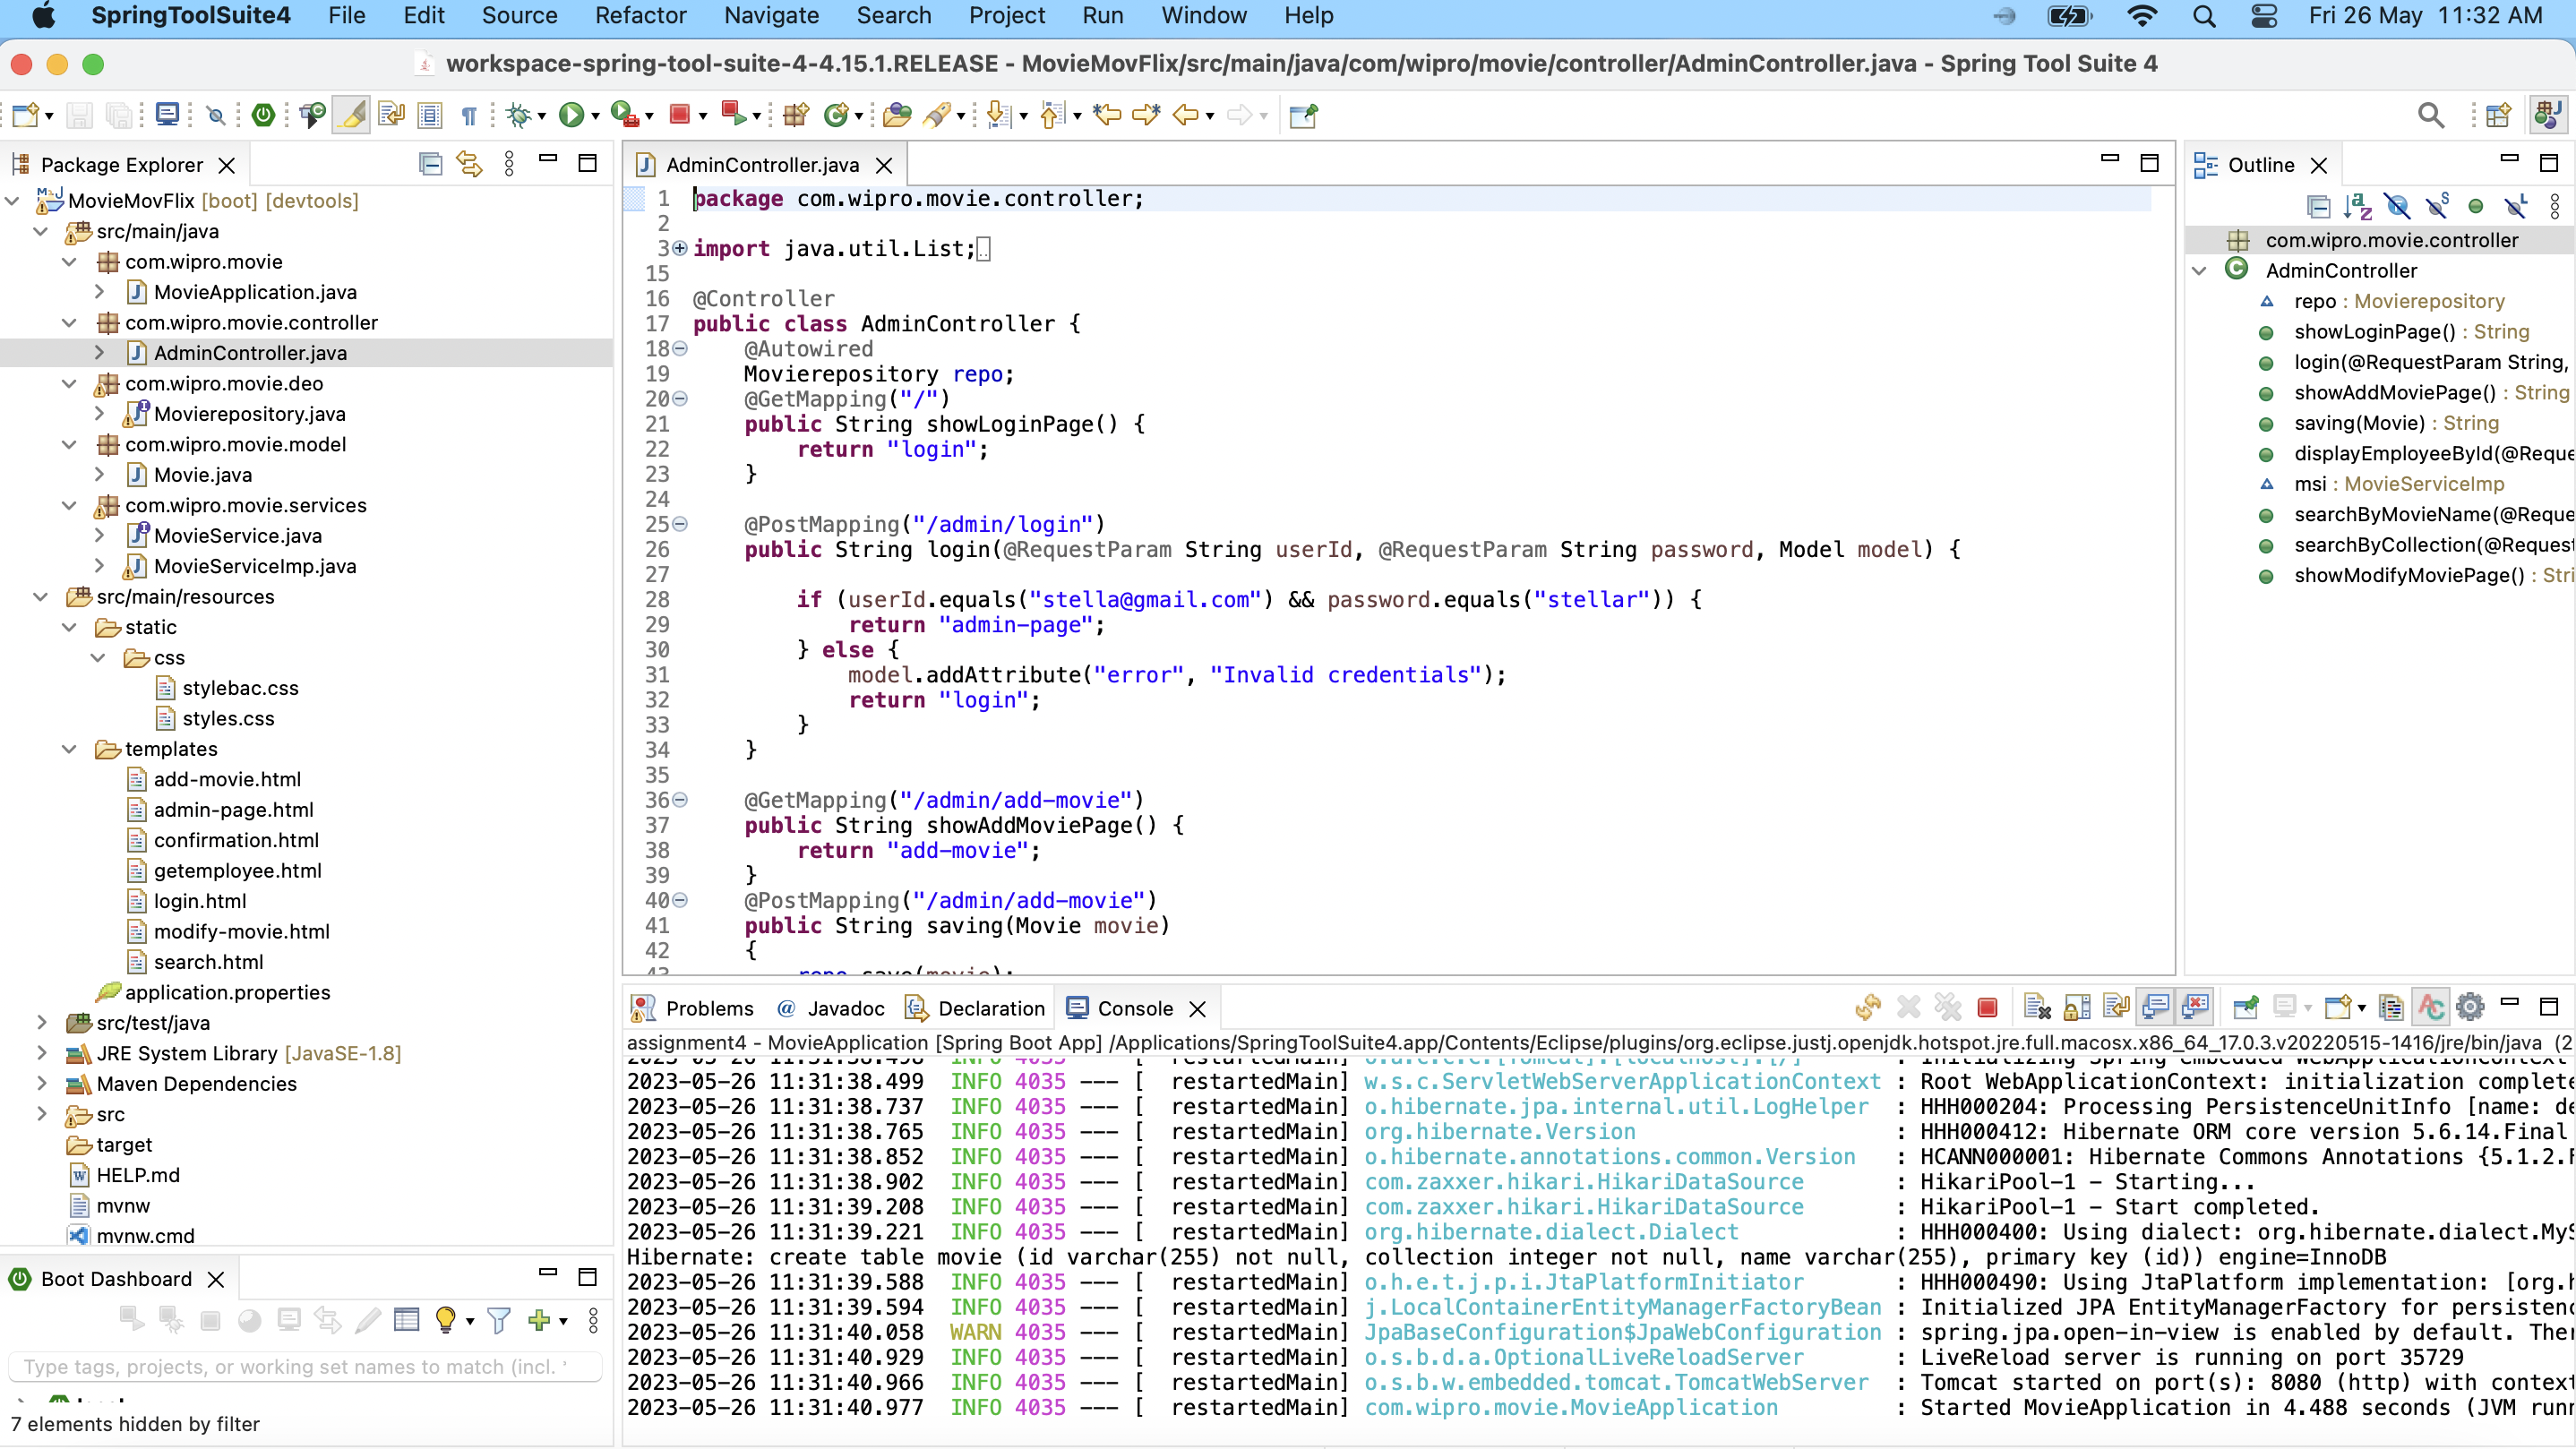 SpringToolSuite4 File Edit Source Refactor Navigate Search Project Run Window Help Fri 26 May 11:32 AM
workspace-spring-tool-suite-4-4.15.1.RELEASE - MovieMovFlix/src/main/java/com/wipro/movie/controller/AdminController.java - Spring Tool Suite 4
Package Explorer
MovieMovFlix [boot] [devtools]
src/main/java
com.wipro.movie
MovieApplication.java
com.wipro.movie.controller
AdminController.java
com.wipro.movie.deo
Movierepository.java
com.wipro.movie.model
Movie.java
com.wipro.movie.services
MovieService.java
MovieServiceImp.java
src/main/resources
static
css
stylebac.css
styles.css
templates
add-movie.html
admin-page.html
confirmation.html
getemployee.html
login.html
modify-movie.html
search.html
application.properties
src/test/java
JRE System Library [JavaSE-1.8]
Maven Dependencies
src
target
HELP.md
mvnw
mvnw.cmd
Boot Dashboard
Type tags, projects, or working set names to match (incl. '
7 elements hidden by filter
AdminController.java
1 package com.wipro.movie.controller;
2
3 import java.util.List;
15
16 @Controller
17 public class AdminController {
18 @Autowired
19 Movierepository repo;
20 @GetMapping("/")
21 public String showLoginPage() {
22 return "login";
23 }
24
25 @PostMapping("/admin/login")
26 public String login(@RequestParam String userId, @RequestParam String password, Model model) {
27
28 if (userId.equals("stella@gmail.com") && password.equals("stellar")) {
29 return "admin-page";
30 } else {
31 model.addAttribute("error", "Invalid credentials");
32 return "login";
33 }
34 }
35
36 @GetMapping("/admin/add-movie")
37 public String showAddMoviePage() {
38 return "add-movie";
39 }
40 @PostMapping("/admin/add-movie")
41 public String saving(Movie movie)
42 {
43 repo.save(movie);
Outline
com.wipro.movie.controller
AdminController
repo : Movierepository
showLoginPage() : String
login(@RequestParam String,
showAddMoviePage() : String
saving(Movie) : String
displayEmployeeById(@Reque
msi : MovieServiceImp
searchByMovieName(@Reque
searchByCollection(@Request
showModifyMoviePage() : Stri
Problems @ Javadoc Declaration Console
assignment4 - MovieApplication [Spring Boot App] /Applications/SpringToolSuite4.app/Contents/Eclipse/plugins/org.eclipse.justj.openjdk.hotspot.jre.full.macosx.x86_64_17.0.3.v20220515-1416/jre/bin/java (2
2023-05-26 11:31:38.498 INFO 4035 --- [ restartedMain] o.a.c.c.C.[Tomcat].[localhost].[/] : Initializing Spring embedded WebApplicationContext
2023-05-26 11:31:38.499 INFO 4035 --- [ restartedMain] w.s.c.ServletWebServerApplicationContext : Root WebApplicationContext: initialization complete
2023-05-26 11:31:38.737 INFO 4035 --- [ restartedMain] o.hibernate.jpa.internal.util.LogHelper : HHH000204: Processing PersistenceUnitInfo [name: de
2023-05-26 11:31:38.765 INFO 4035 --- [ restartedMain] org.hibernate.Version : HHH000412: Hibernate ORM core version 5.6.14.Final
2023-05-26 11:31:38.852 INFO 4035 --- [ restartedMain] o.hibernate.annotations.common.Version : HCANN000001: Hibernate Commons Annotations {5.1.2.F
2023-05-26 11:31:38.902 INFO 4035 --- [ restartedMain] com.zaxxer.hikari.HikariDataSource : HikariPool-1 - Starting...
2023-05-26 11:31:39.208 INFO 4035 --- [ restartedMain] com.zaxxer.hikari.HikariDataSource : HikariPool-1 - Start completed.
2023-05-26 11:31:39.221 INFO 4035 --- [ restartedMain] org.hibernate.dialect.Dialect : HHH000400: Using dialect: org.hibernate.dialect.MyS
Hibernate: create table movie (id varchar(255) not null, collection integer not null, name varchar(255), primary key (id)) engine=InnoDB
2023-05-26 11:31:39.588 INFO 4035 --- [ restartedMain] o.h.e.t.j.p.i.JtaPlatformInitiator : HHH000490: Using JtaPlatform implementation: [org.h
2023-05-26 11:31:39.594 INFO 4035 --- [ restartedMain] j.LocalContainerEntityManagerFactoryBean : Initialized JPA EntityManagerFactory for persistenc
2023-05-26 11:31:40.058 WARN 4035 --- [ restartedMain] JpaBaseConfiguration$JpaWebConfiguration : spring.jpa.open-in-view is enabled by default. Ther
2023-05-26 11:31:40.929 INFO 4035 --- [ restartedMain] o.s.b.d.a.OptionalLiveReloadServer : LiveReload server is running on port 35729
2023-05-26 11:31:40.966 INFO 4035 --- [ restartedMain] o.s.b.w.embedded.tomcat.TomcatWebServer : Tomcat started on port(s): 8080 (http) with context
2023-05-26 11:31:40.977 INFO 4035 --- [ restartedMain] com.wipro.movie.MovieApplication : Started MovieApplication in 4.488 seconds (JVM runn